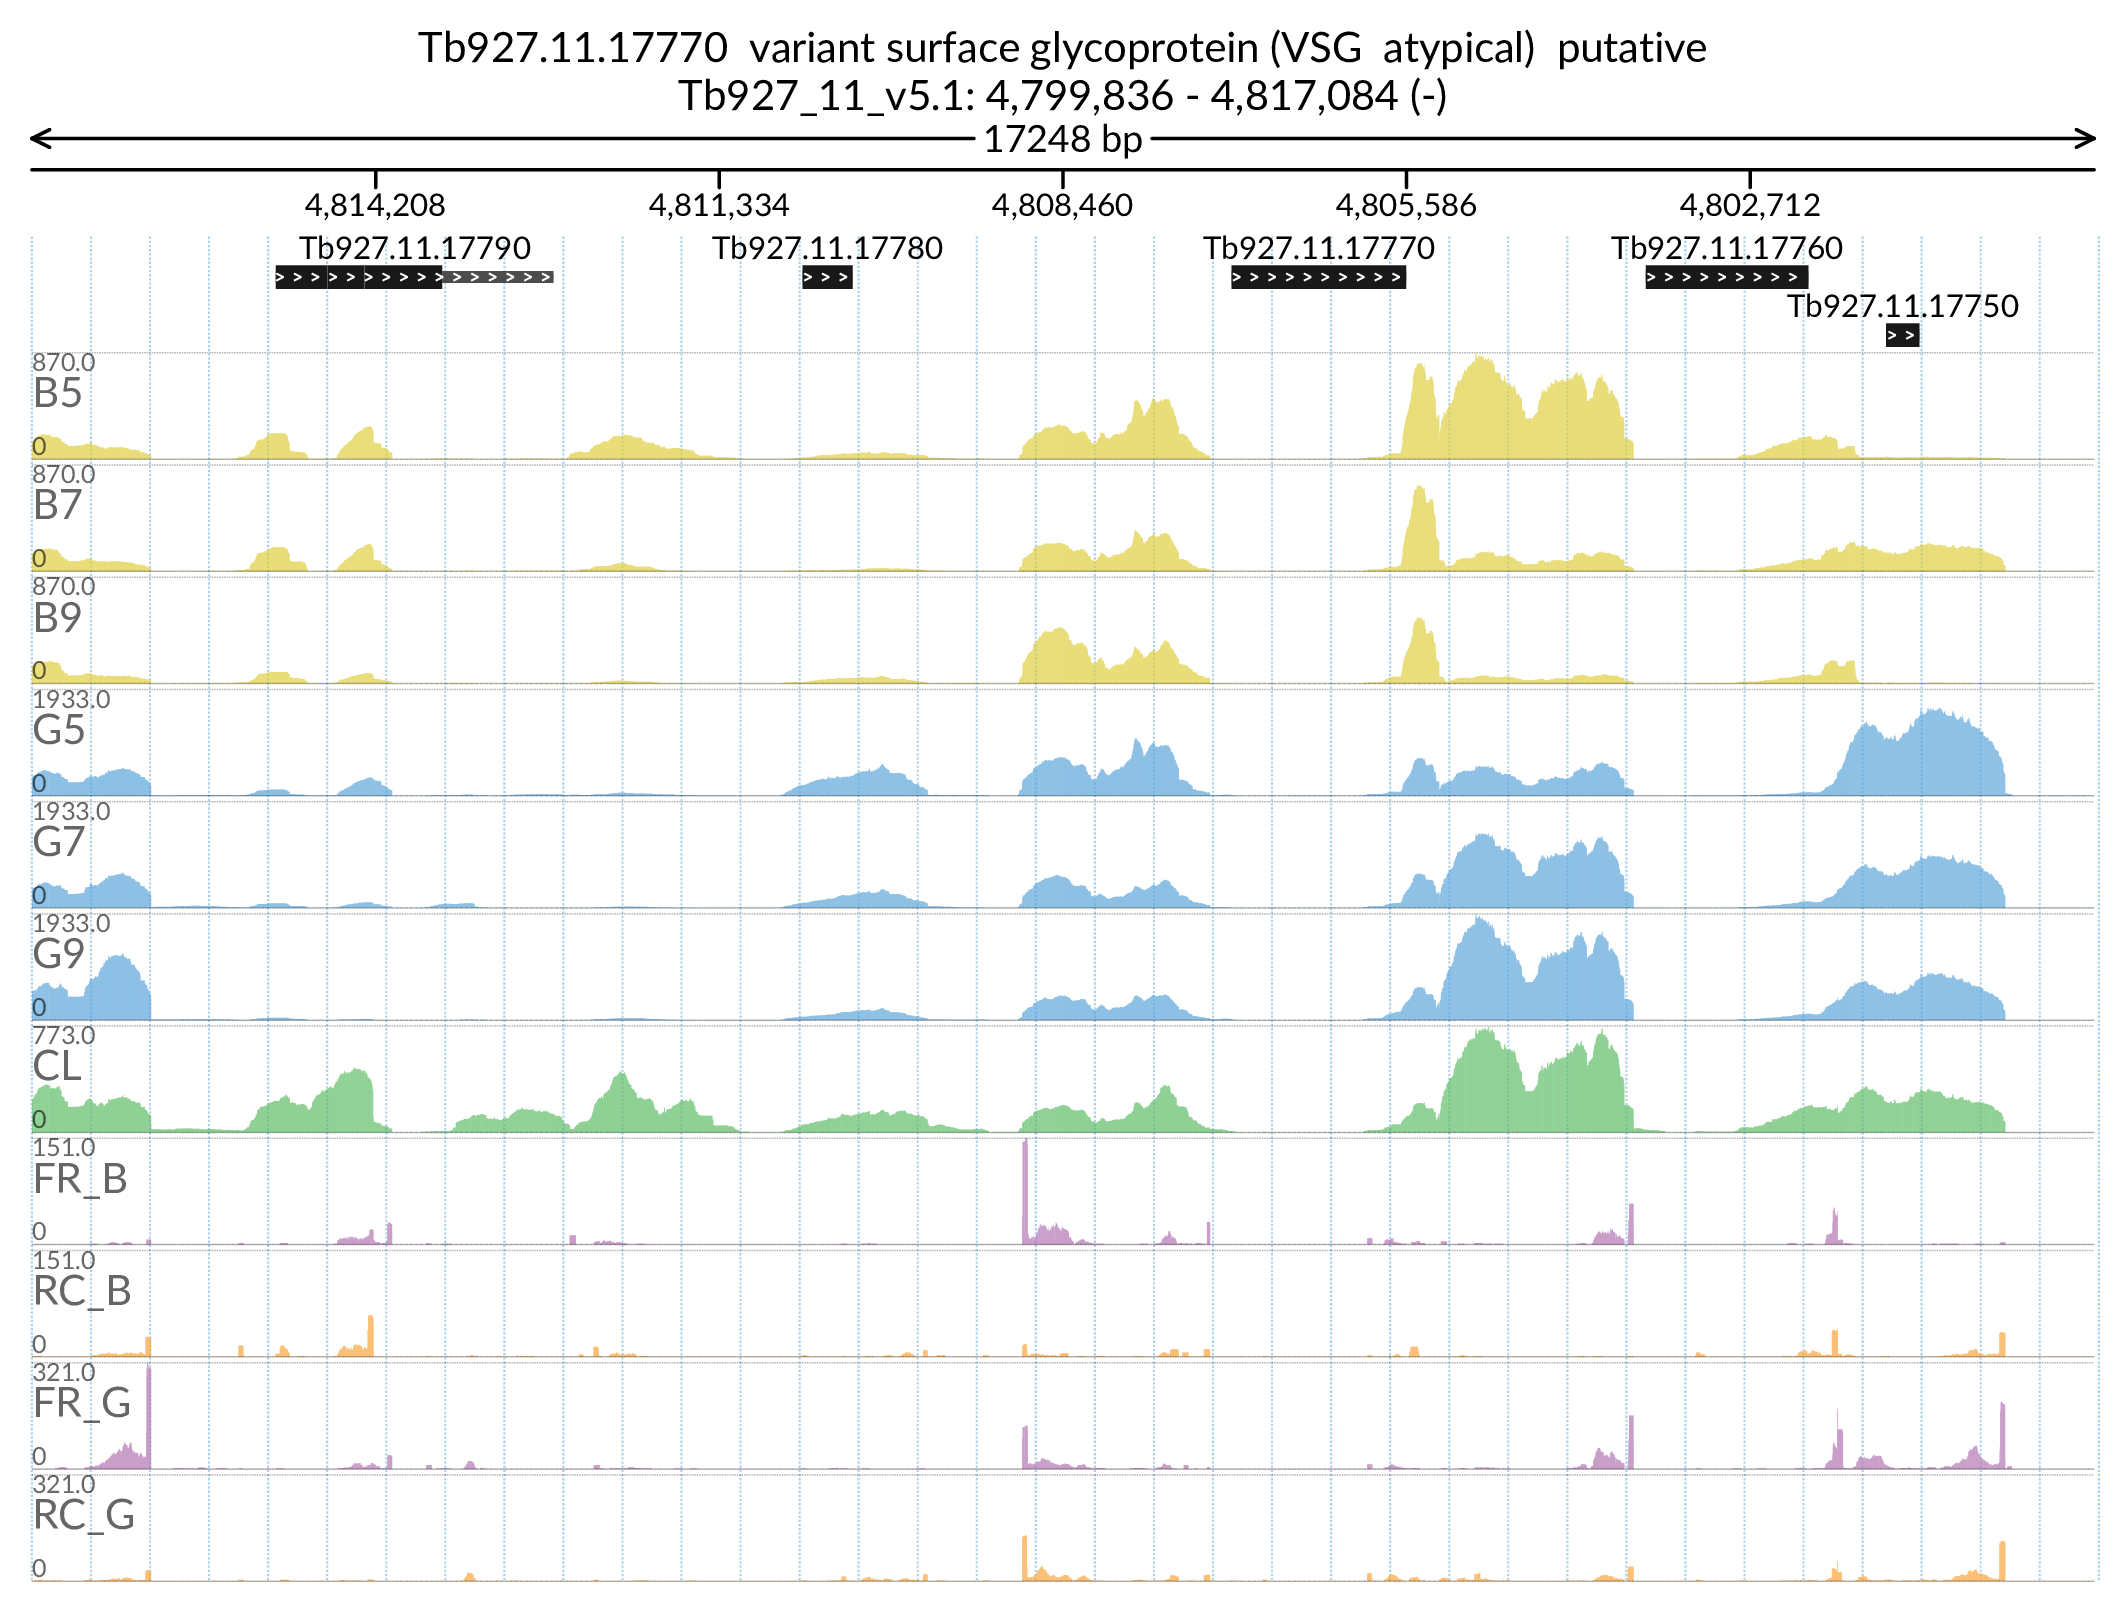 Tb927.11.17770  variant surface glycoprotein (VSG  atypical)  putative
Tb927_11_v5.1: 4,799,836 - 4,817,084 (-)
17248 bp
4,814,208 4,811,334 4,808,460 4,805,586 4,802,712
Tb927.11.17790 Tb927.11.17780 Tb927.11.17770 Tb927.11.17760
Tb927.11.17750
870.0
B5
0
870.0
B7
0
870.0
B9
0
1933.0
G5
0
1933.0
G7
0
1933.0
G9
0
773.0
CL
0
151.0
FR_B
0
151.0
RC_B
0
321.0
FR_G
0
321.0
RC_G
0